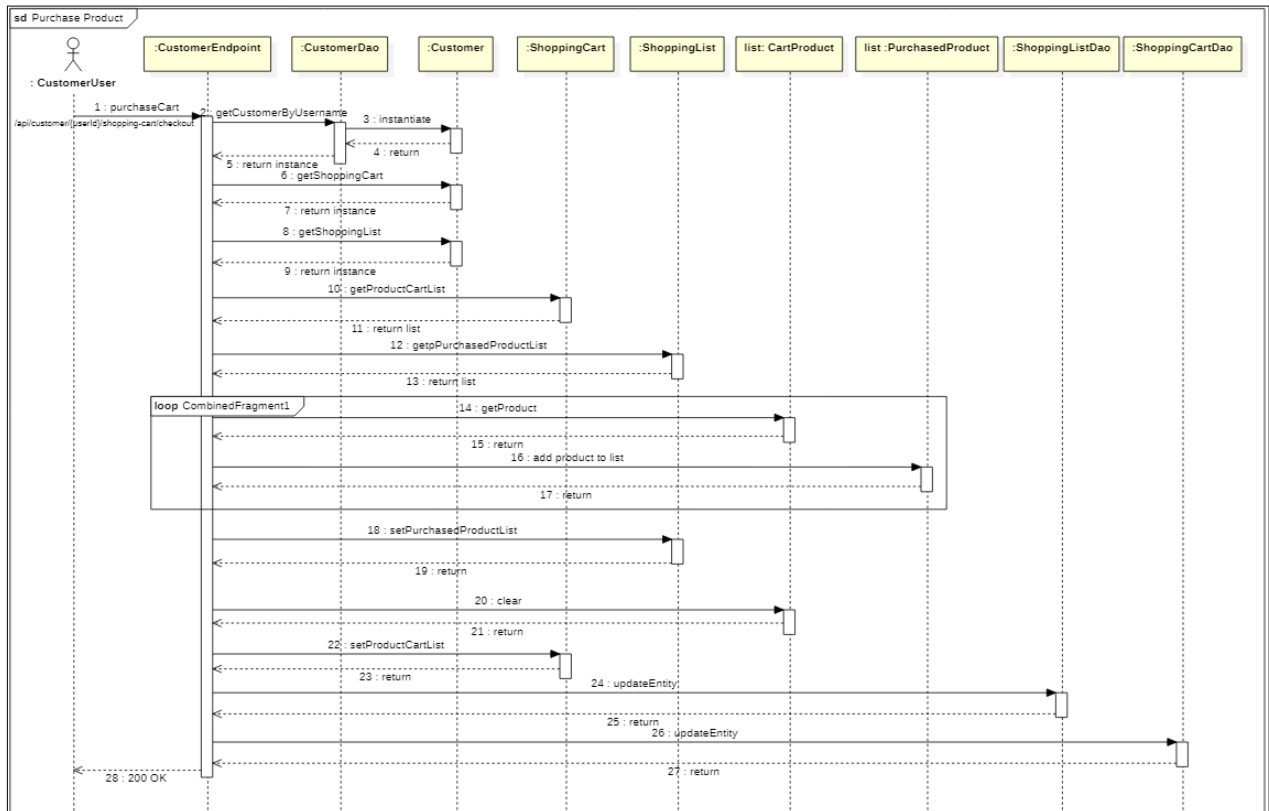 sd Purchase Product
: CustomerUser
:CustomerEndpoint
:CustomerDao
:Customer
:ShoppingCart
:ShoppingList
list: CartProduct
list :PurchasedProduct
:ShoppingListDao
:ShoppingCartDao
1 : purchaseCart
/api/customer/{userId}/shopping-cart/checkout
2 : getCustomerByUsername
3 : instantiate
4 : return
5 : return instance
6 : getShoppingCart
7 : return instance
8 : getShoppingList
9 : return instance
10 : getProductCartList
11 : return list
12 : getpPurchasedProductList
13 : return list
loop CombinedFragment1
14 : getProduct
15 : return
16 : add product to list
17 : return
18 : setPurchasedProductList
19 : return
20 : clear
21 : return
22 : setProductCartList
23 : return
24 : updateEntity
25 : return
26 : updateEntity
27 : return
28 : 200 OK